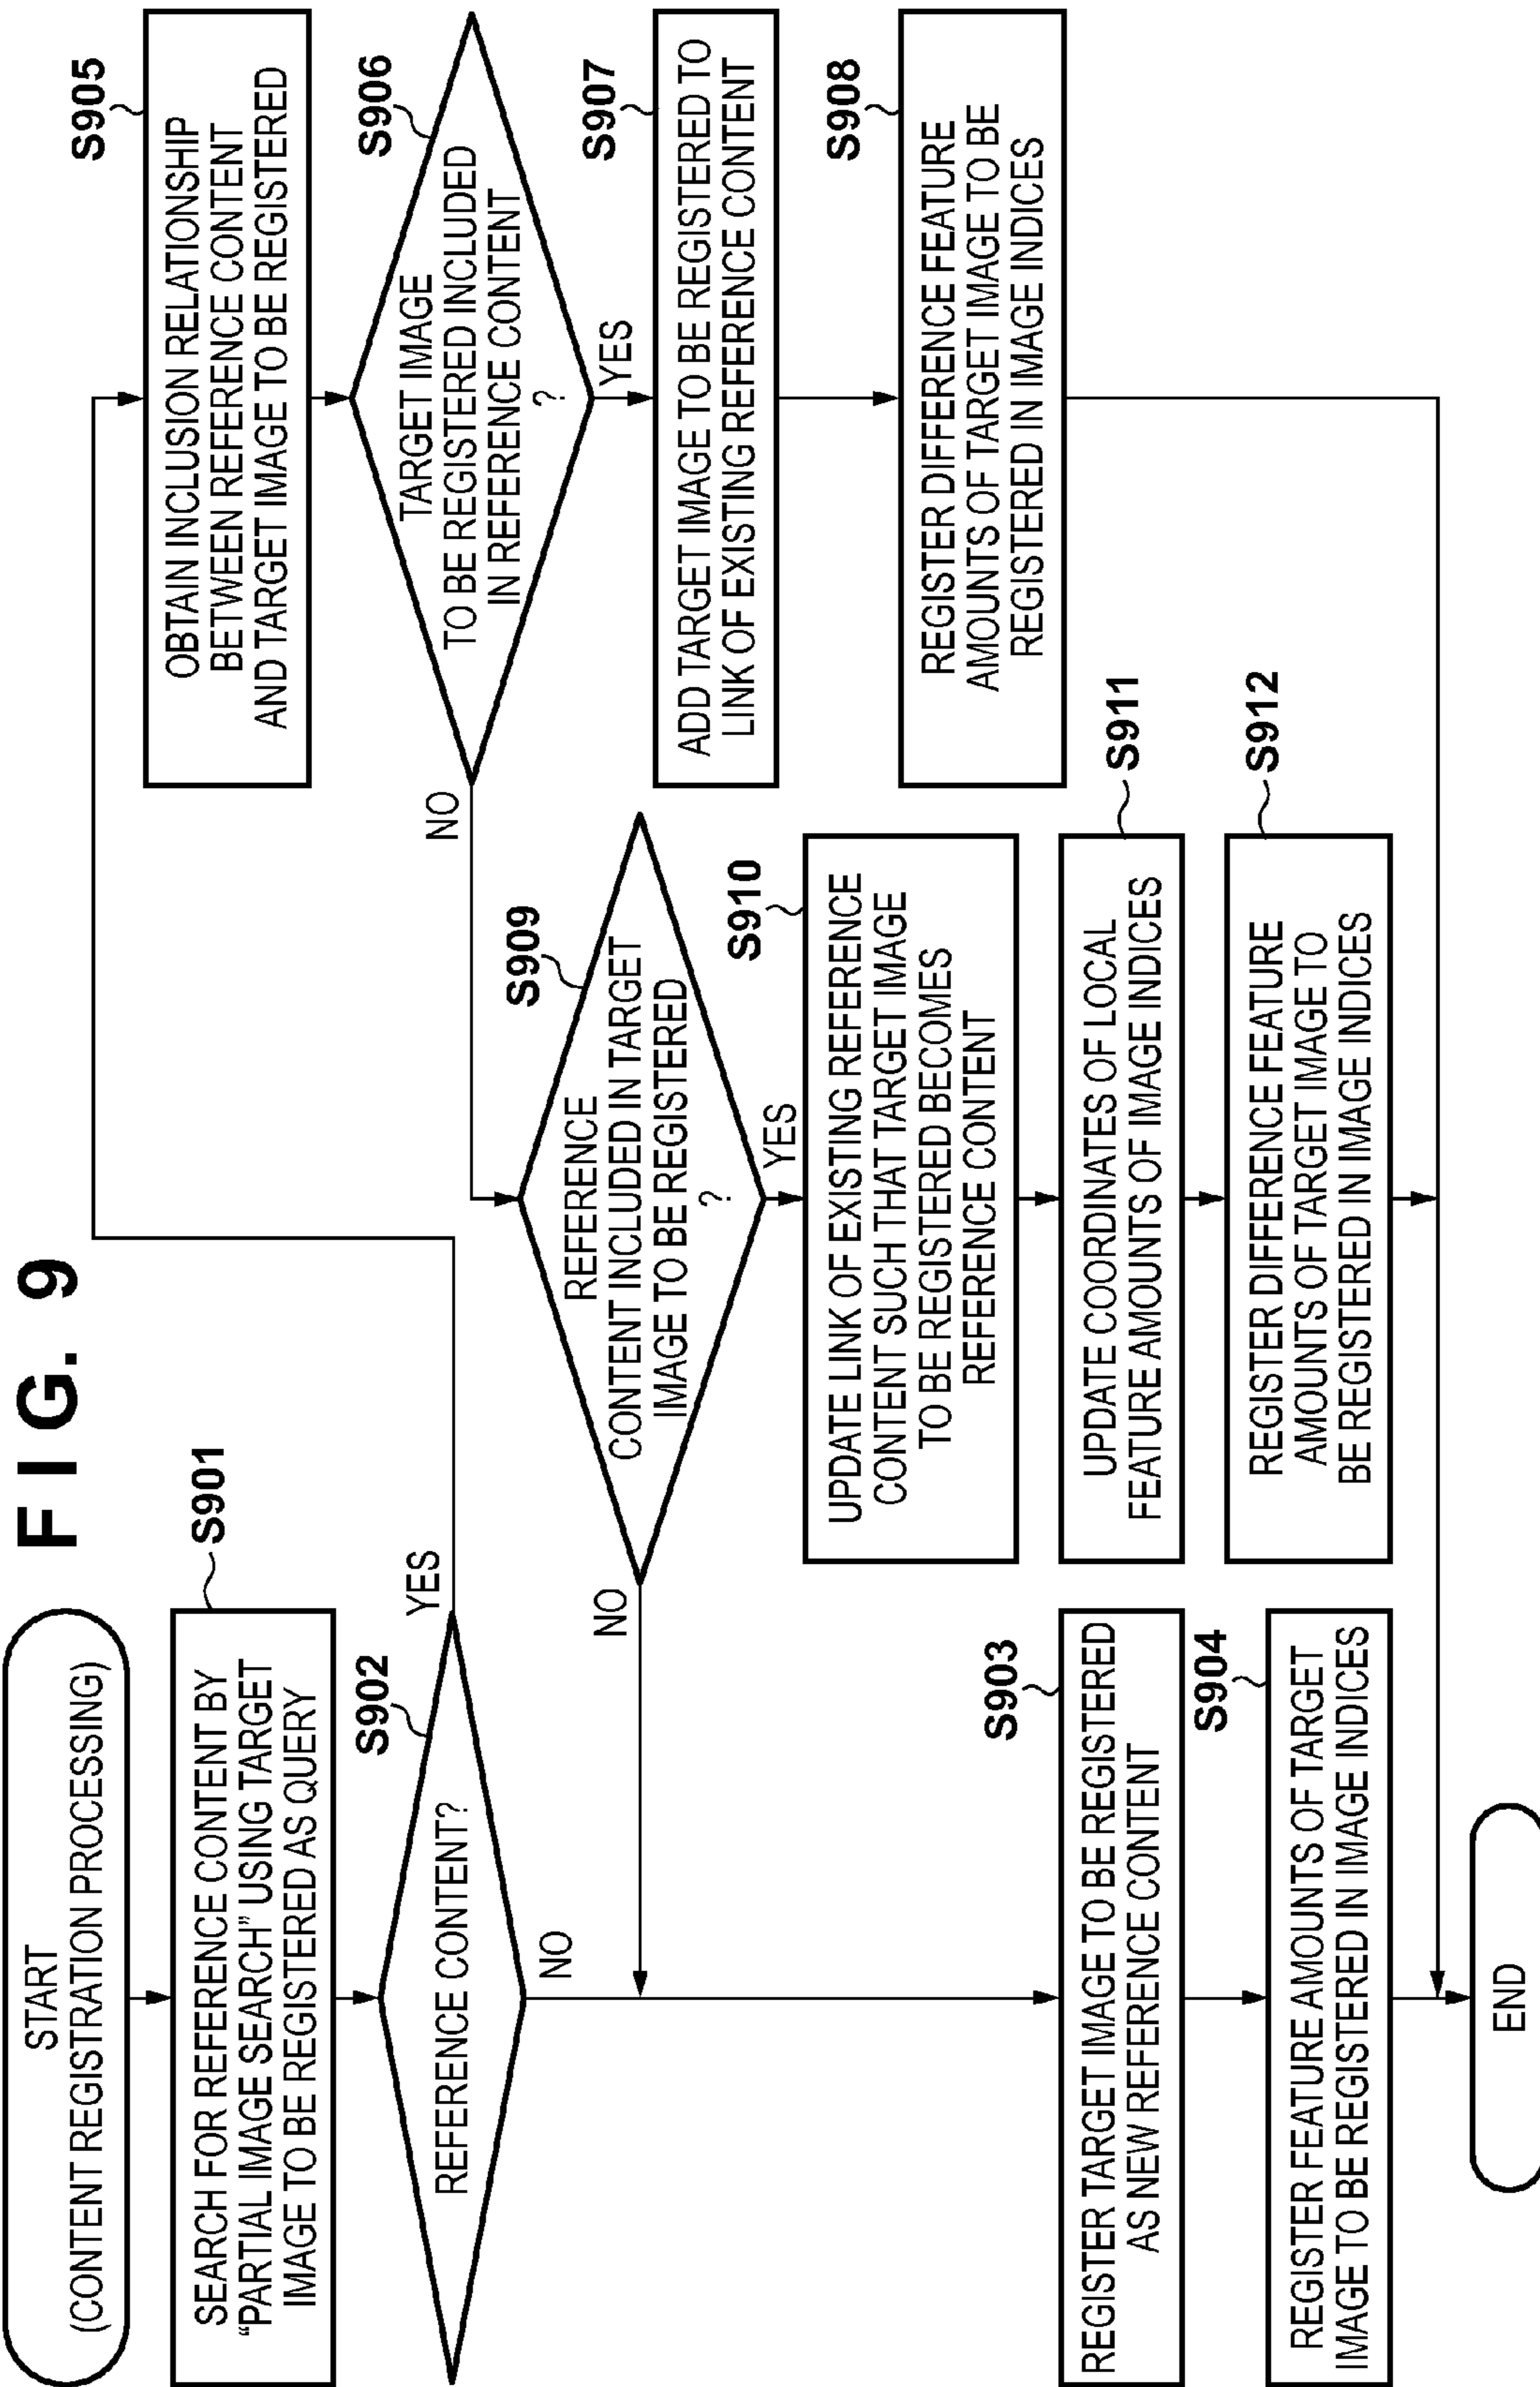 FIG. 9
START
(CONTENT REGISTRATION PROCESSING)
S901
SEARCH FOR REFERENCE CONTENT BY
“PARTIAL IMAGE SEARCH” USING TARGET
IMAGE TO BE REGISTERED AS QUERY
S902
REFERENCE CONTENT?
YES
NO
S903
REGISTER TARGET IMAGE TO BE REGISTERED
AS NEW REFERENCE CONTENT
S904
REGISTER FEATURE AMOUNTS OF TARGET
IMAGE TO BE REGISTERED IN IMAGE INDICES
END
S905
OBTAIN INCLUSION RELATIONSHIP
BETWEEN REFERENCE CONTENT
AND TARGET IMAGE TO BE REGISTERED
S906
TARGET IMAGE
TO BE REGISTERED INCLUDED
IN REFERENCE CONTENT
?
NO
YES
S907
ADD TARGET IMAGE TO BE REGISTERED TO
LINK OF EXISTING REFERENCE CONTENT
S908
REGISTER DIFFERENCE FEATURE
AMOUNTS OF TARGET IMAGE TO BE
REGISTERED IN IMAGE INDICES
S909
REFERENCE
CONTENT INCLUDED IN TARGET
IMAGE TO BE REGISTERED
?
NO
YES
S910
UPDATE LINK OF EXISTING REFERENCE
CONTENT SUCH THAT TARGET IMAGE
TO BE REGISTERED BECOMES
REFERENCE CONTENT
S911
UPDATE COORDINATES OF LOCAL
FEATURE AMOUNTS OF IMAGE INDICES
S912
REGISTER DIFFERENCE FEATURE
AMOUNTS OF TARGET IMAGE TO
BE REGISTERED IN IMAGE INDICES